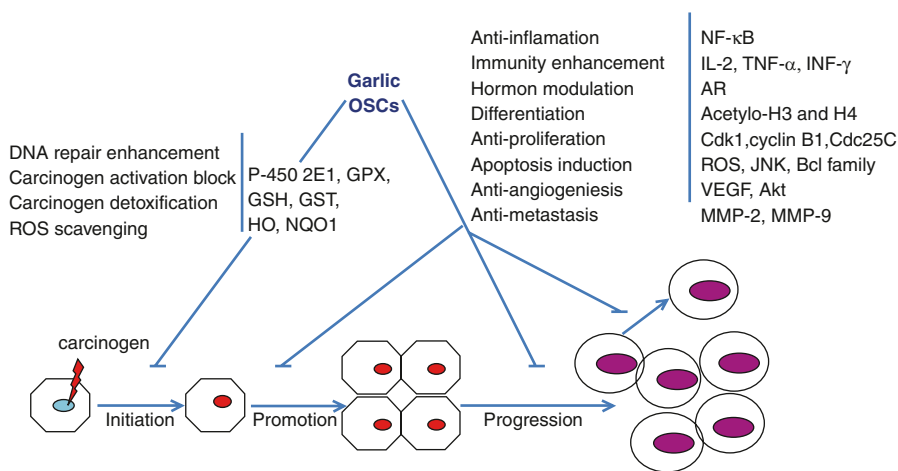 Garlic
OSCs
DNA repair enhancement
Carcinogen activation block
Carcinogen detoxification
ROS scavenging
P-450 2E1, GPX,
GSH, GST,
HO, NQO1
Anti-inflamation
Immunity enhancement
Hormon modulation
Differentiation
Anti-proliferation
Apoptosis induction
Anti-angiogeniesis
Anti-metastasis
NF-κB
IL-2, TNF-α, INF-γ
AR
Acetylo-H3 and H4
Cdk1,cyclin B1,Cdc25C
ROS, JNK, Bcl family
VEGF, Akt
MMP-2, MMP-9
carcinogen
Initiation
Promotion
Progression